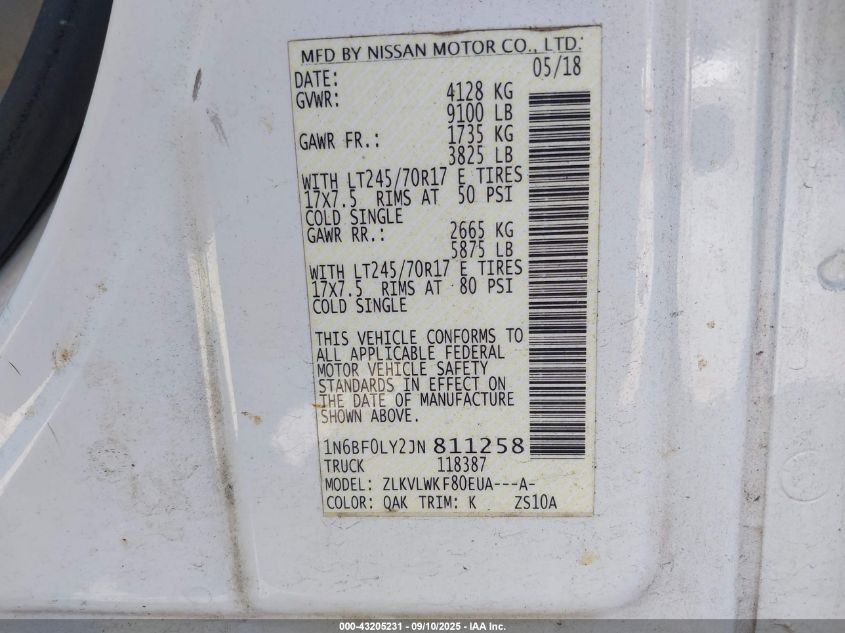 MFD BY NISSAN MOTOR CO., LTD.
DATE: 05/18
GVWR: 4128 KG
9100 LB
GAWR FR.: 1735 KG
3825 LB
WITH LT245/70R17 E TIRES
17X7.5 RIMS AT 50 PSI
COLD SINGLE
GAWR RR.: 2665 KG
5875 LB
WITH LT245/70R17 E TIRES
17X7.5 RIMS AT 80 PSI
COLD SINGLE
THIS VEHICLE CONFORMS TO
ALL APPLICABLE FEDERAL
MOTOR VEHICLE SAFETY
STANDARDS IN EFFECT ON
THE DATE OF MANUFACTURE
SHOWN ABOVE.
1N6BF0LY2JN 811258
TRUCK 118387
MODEL: ZLKVLWKF80EUA---A-
COLOR: QAK TRIM: K ZS10A
000-43205231 - 09/10/2025 - IAA Inc.